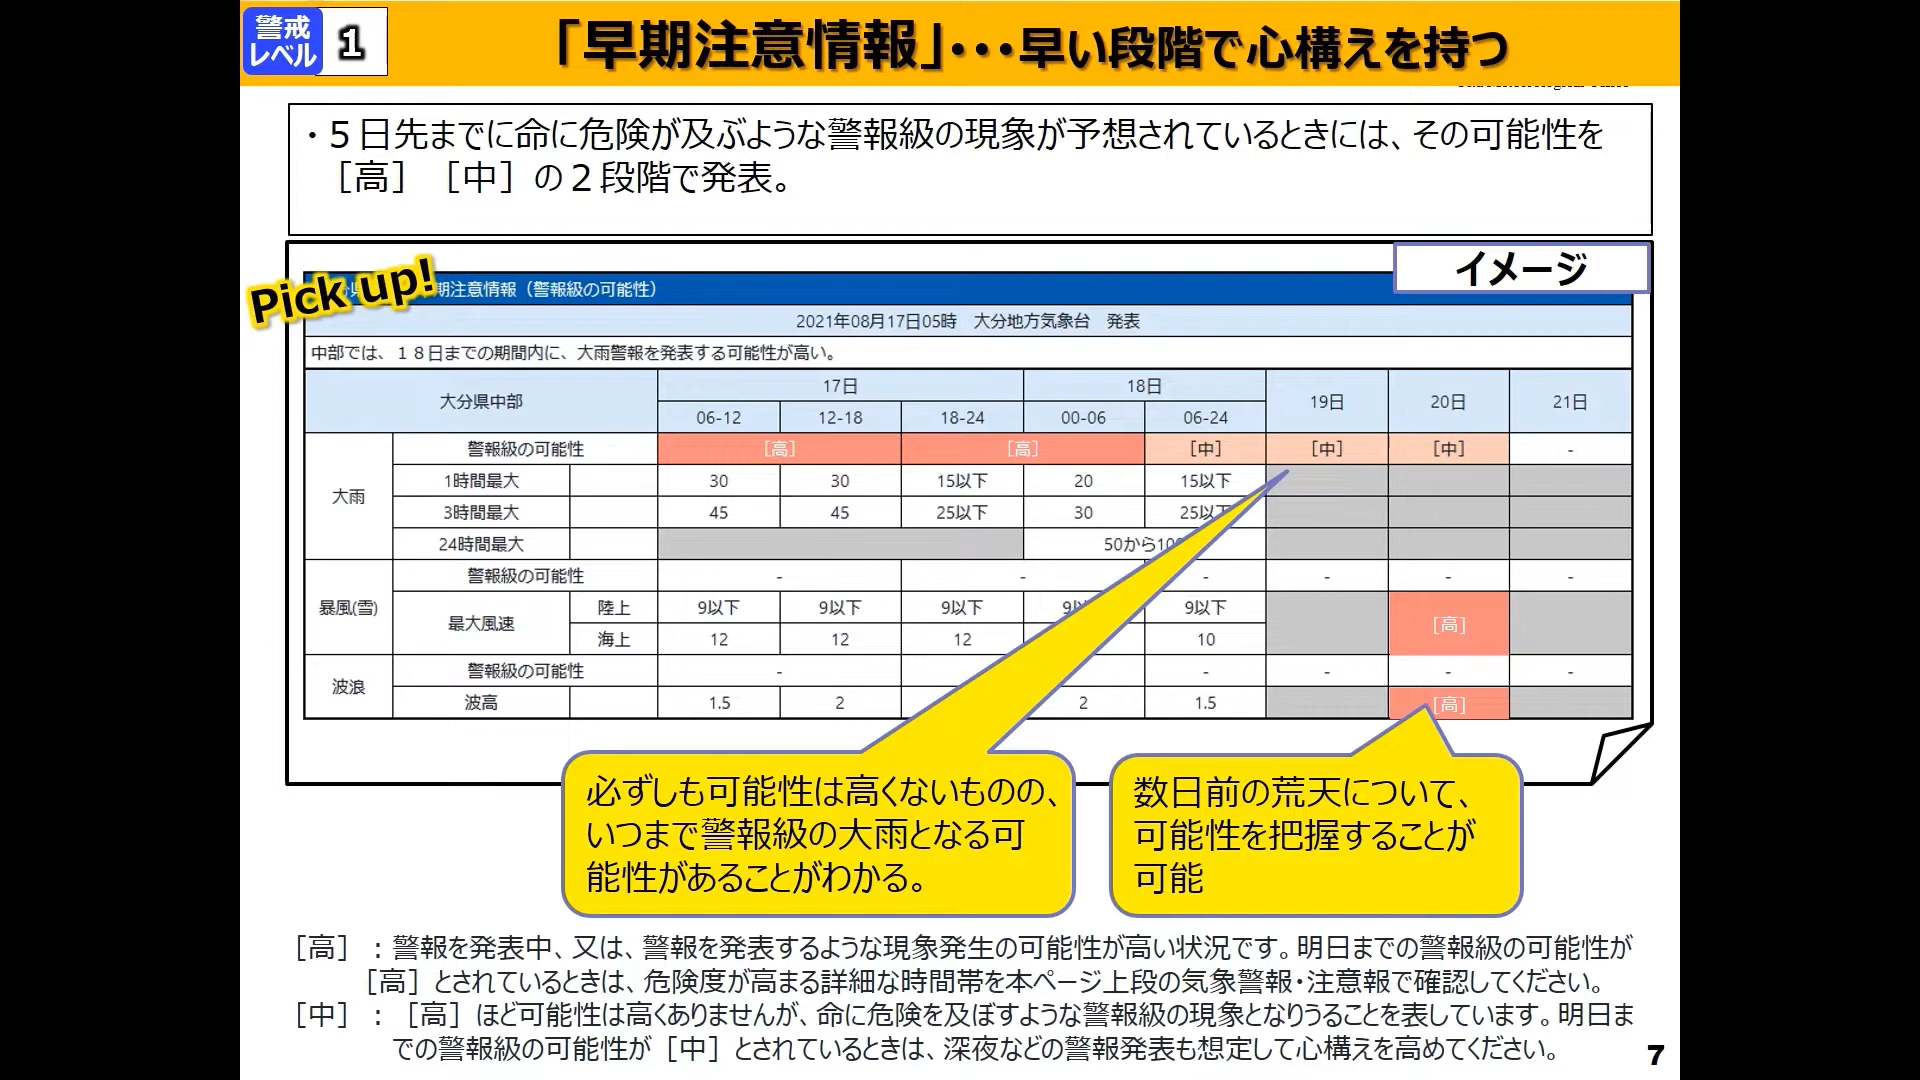 警戒
レベル
1
「早期注意情報」・・・早い段階で心構えを持つ
・５日先までに命に危険が及ぶような警報級の現象が予想されているときには、その可能性を
［高］［中］の２段階で発表。
イメージ
Pick up!
期注意情報（警報級の可能性）
2021年08月17日05時　大分地方気象台　発表
中部では、１８日までの期間内に、大雨警報を発表する可能性が高い。
大分県中部 17日 18日 19日 20日 21日
06-12 12-18 18-24 00-06 06-24
大雨 警報級の可能性 [高] [高] [中] [中] [中] -
1時間最大 30 30 15以下 20 15以下
3時間最大 45 45 25以下 30 25以下
24時間最大 50から100
暴風(雪) 警報級の可能性 - - - - - -
最大風速 陸上 9以下 9以下 9以下 9以下 [高]
海上 12 12 12 10
波浪 警報級の可能性 - - - - -
波高 1.5 2 2 1.5 [高]
必ずしも可能性は高くないものの、
いつまで警報級の大雨となる可
能性があることがわかる。
数日前の荒天について、
可能性を把握することが
可能
［高］：警報を発表中、又は、警報を発表するような現象発生の可能性が高い状況です。明日までの警報級の可能性が
［高］とされているときは、危険度が高まる詳細な時間帯を本ページ上段の気象警報・注意報で確認してください。
［中］：［高］ほど可能性は高くありませんが、命に危険を及ぼすような警報級の現象となりうることを表しています。明日ま
での警報級の可能性が［中］とされているときは、深夜などの警報発表も想定して心構えを高めてください。
7